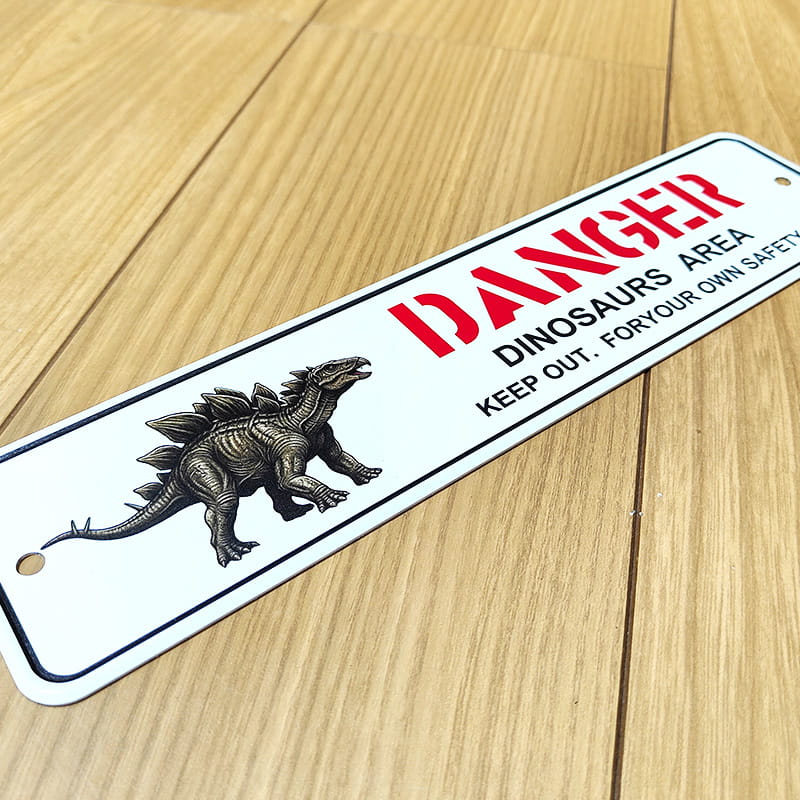 DANGER
DINOSAURS AREA
KEEP OUT. FORYOUR OWN SAFETY